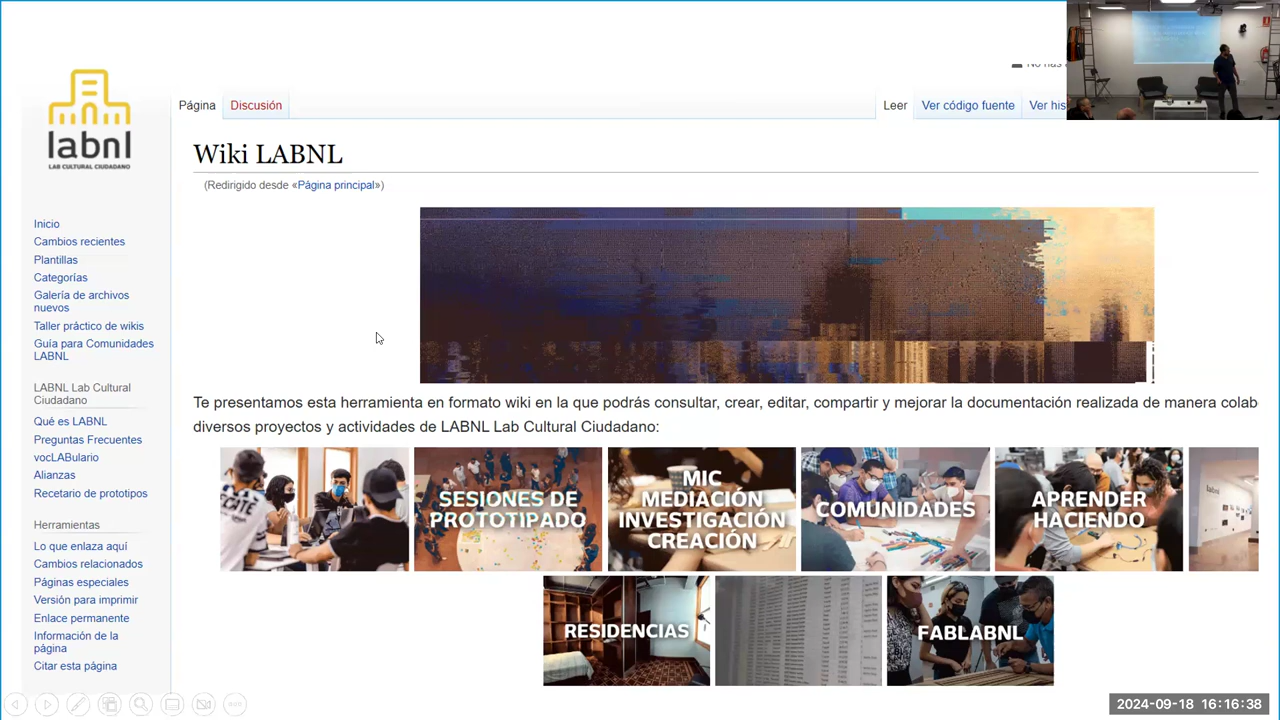 labnl
LAB CULTURAL CIUDADANO
Página
Discusión
Leer
Ver código fuente
Wiki LABNL
(Redirigido desde «Página principal»)
Inicio
Cambios recientes
Plantillas
Categorías
Galería de archivos
nuevos
Taller práctico de wikis
Guía para Comunidades
LABNL
LABNL Lab Cultural
Ciudadano
Qué es LABNL
Preguntas Frecuentes
vocLABulario
Alianzas
Recetario de prototipos
Herramientas
Lo que enlaza aquí
Cambios relacionados
Páginas especiales
Versión para imprimir
Enlace permanente
Información de la
página
Citar esta página
Te presentamos esta herramienta en formato wiki en la que podrás consultar, crear, editar, compartir y mejorar la documentación realizada de manera colab
diversos proyectos y actividades de LABNL Lab Cultural Ciudadano:
SESIONES DE
PROTOTIPADO
MIC
MEDIACIÓN
INVESTIGACIÓN
CREACIÓN
COMUNIDADES
APRENDER
HACIENDO
RESIDENCIAS
FABLABNL
2024-09-18 16:16:38